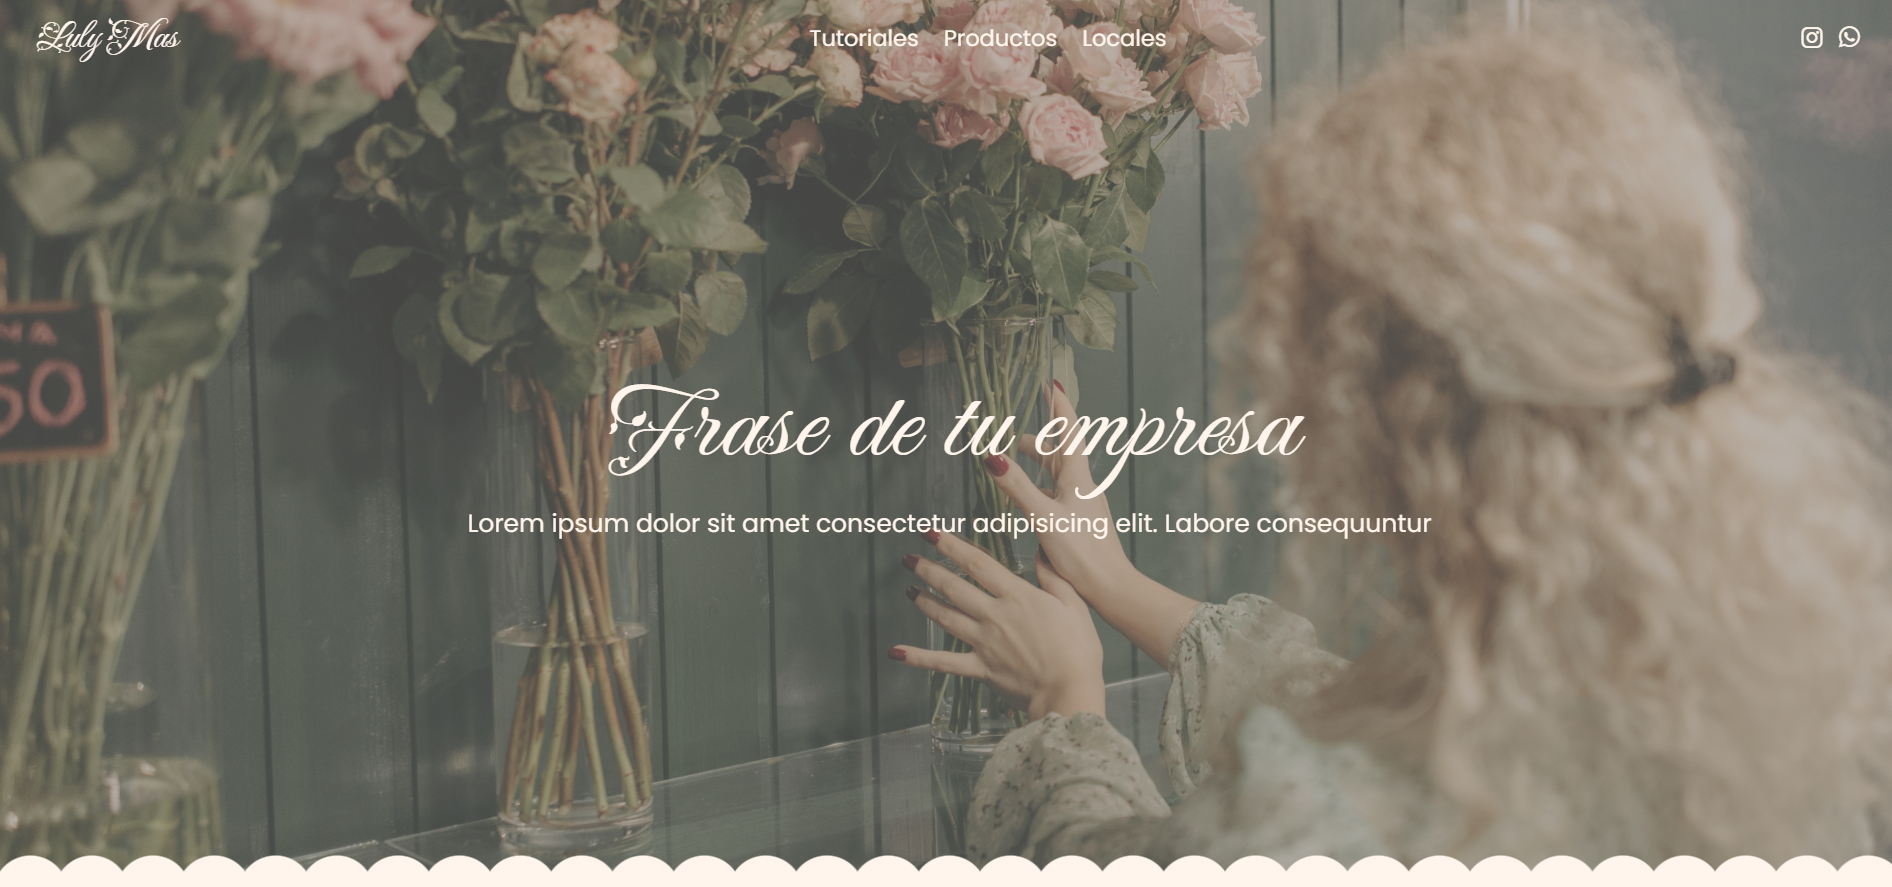 Luly Mas
Tutoriales Productos Locales
50
Frase de tu empresa
Lorem ipsum dolor sit amet consectetur adipisicing elit. Labore consequuntur